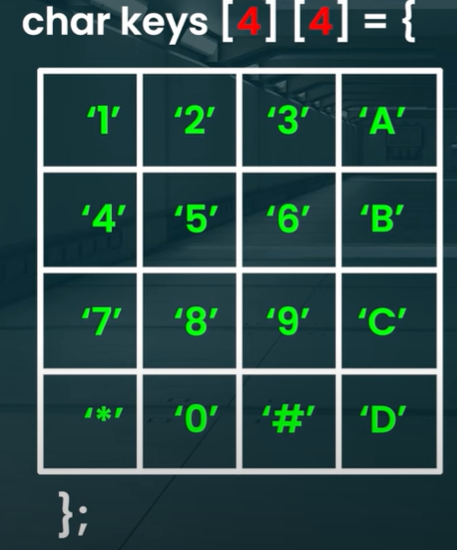 char keys [4] [4] = {
‘1’ ‘2’ ‘3’ ‘A’
‘4’ ‘5’ ‘6’ ‘B’
‘7’ ‘8’ ‘9’ ‘C’
‘*’ ‘0’ ‘#’ ‘D’
};